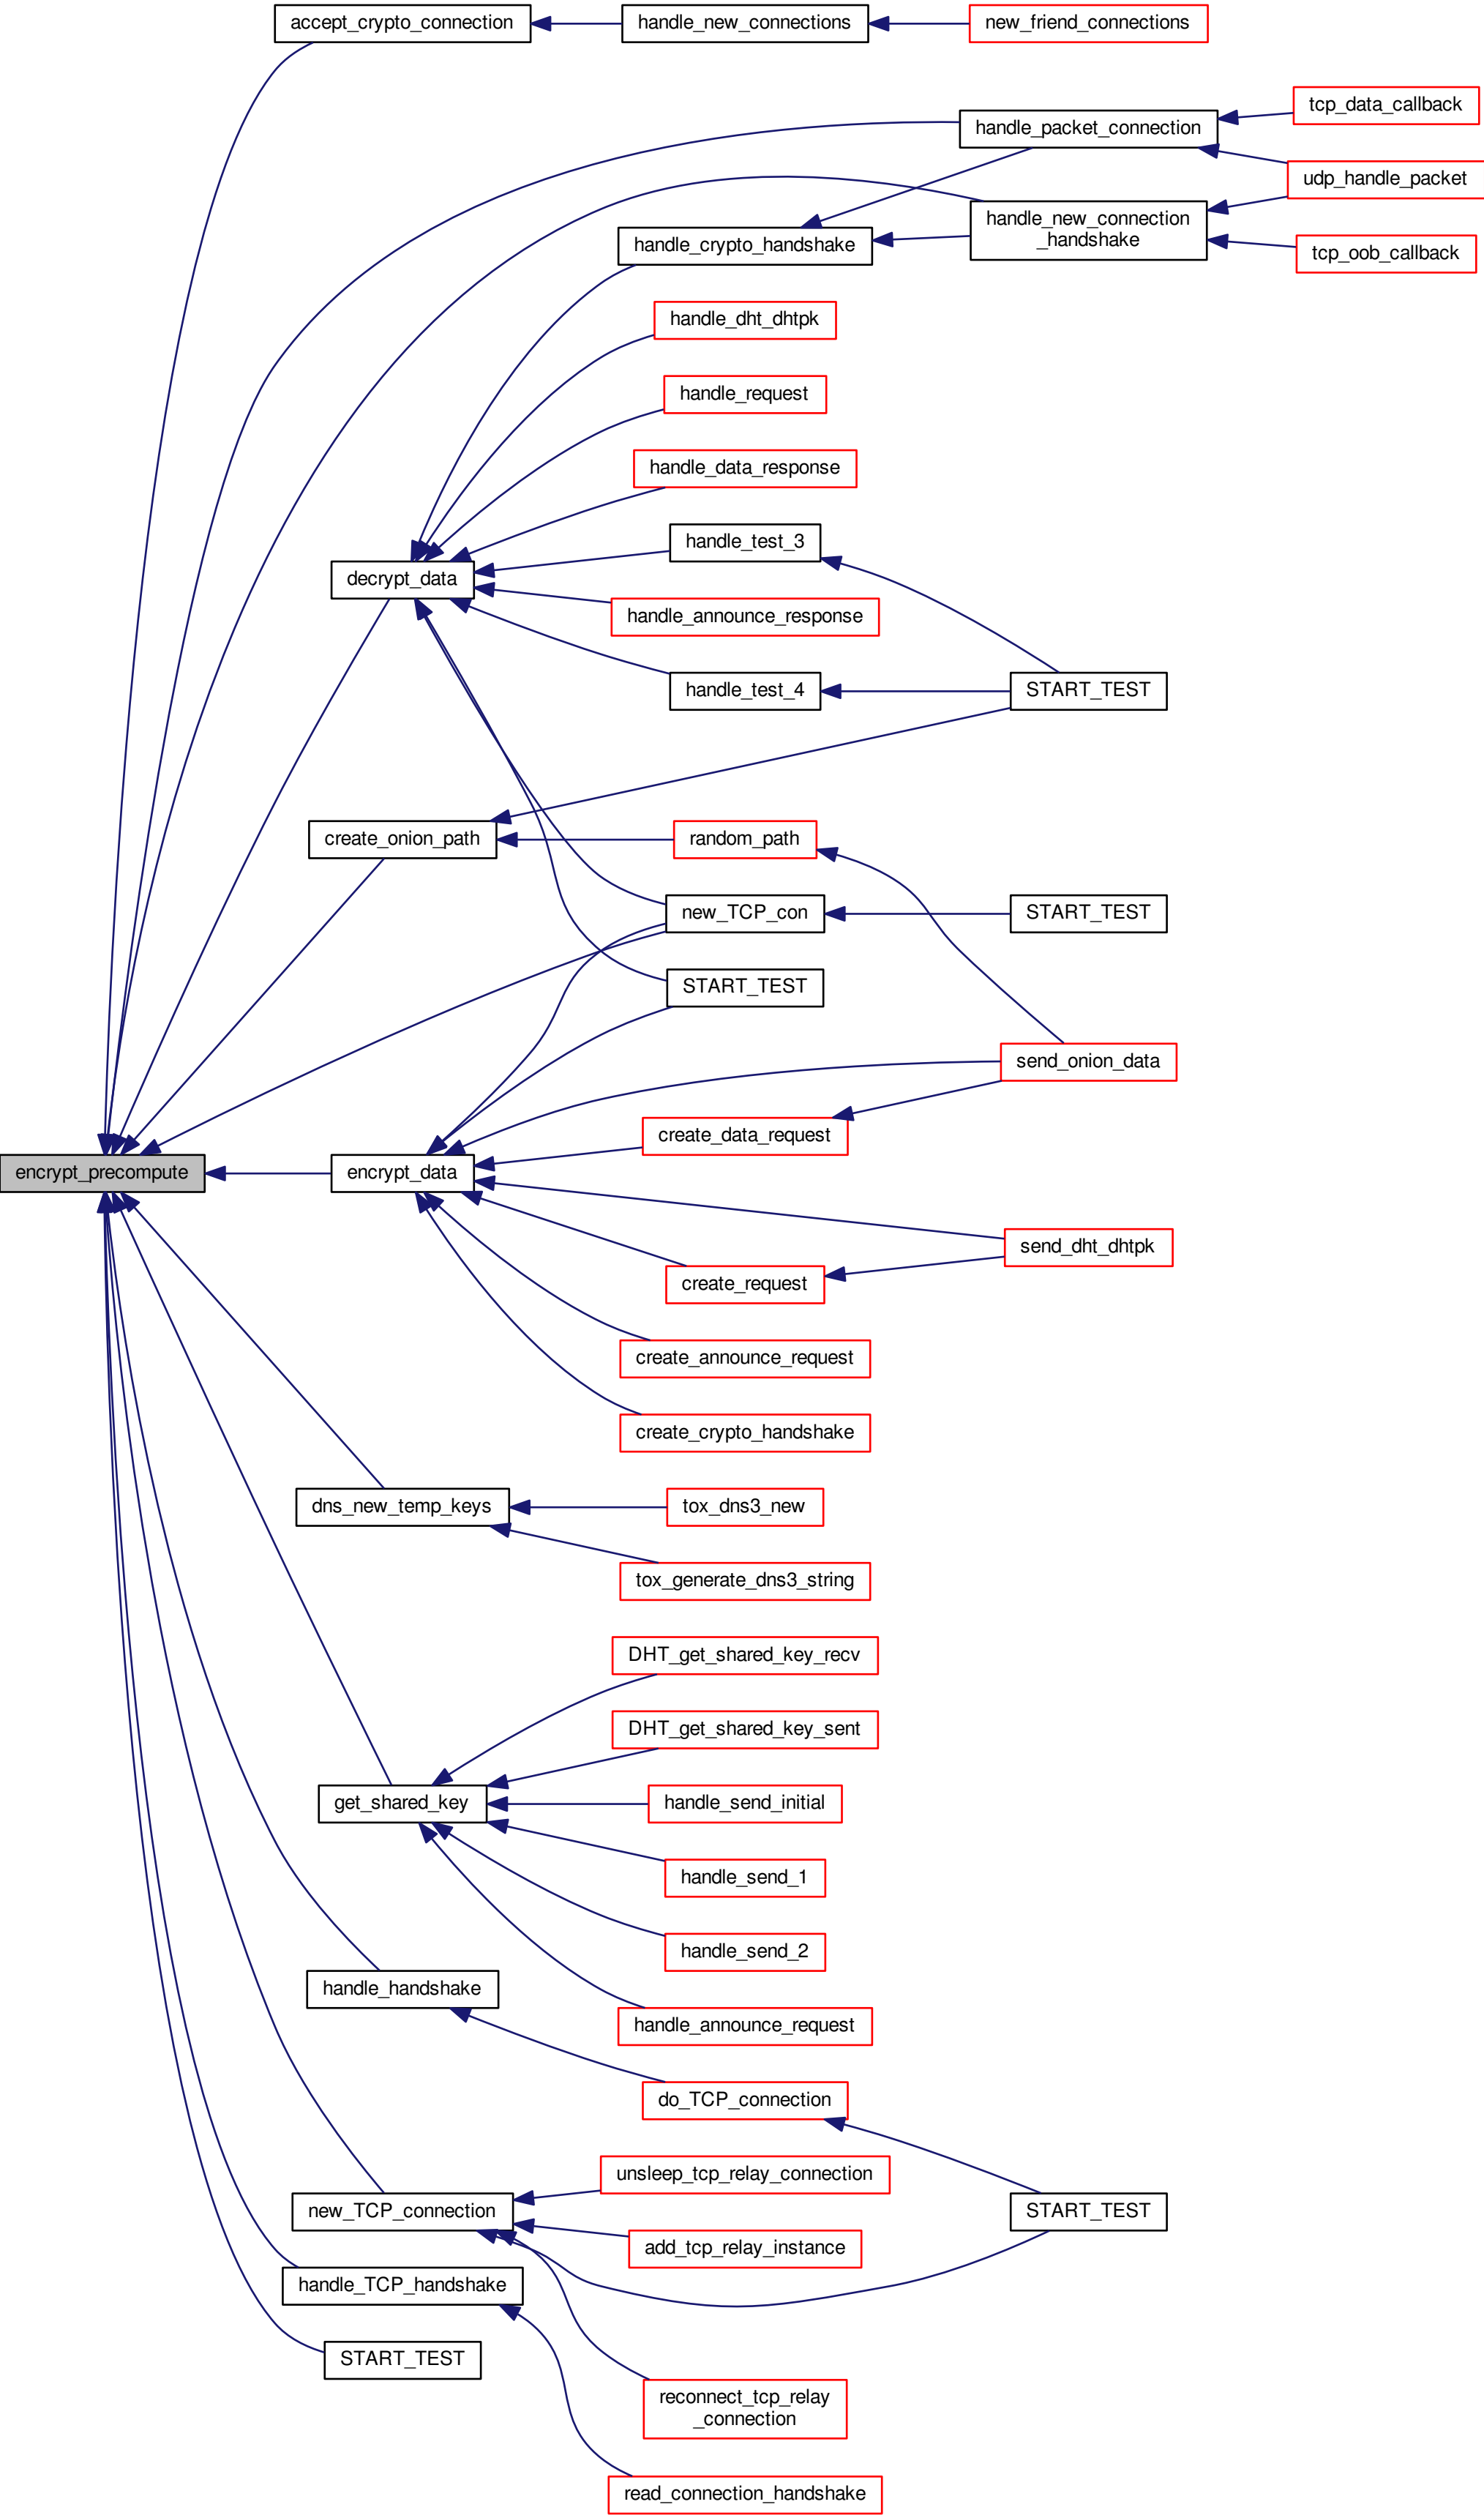 accept_crypto_connection
handle_new_connections
new_friend_connections
tcp_data_callback
handle_packet_connection
udp_handle_packet
handle_new_connection
_handshake
handle_crypto_handshake
tcp_oob_callback
handle_dht_dhtpk
handle_request
handle_data_response
handle_test_3
decrypt_data
handle_announce_response
handle_test_4
START_TEST
create_onion_path
random_path
new_TCP_con
START_TEST
START_TEST
send_onion_data
create_data_request
encrypt_precompute
encrypt_data
send_dht_dhtpk
create_request
create_announce_request
create_crypto_handshake
dns_new_temp_keys
tox_dns3_new
tox_generate_dns3_string
DHT_get_shared_key_recv
DHT_get_shared_key_sent
get_shared_key
handle_send_initial
handle_send_1
handle_send_2
handle_handshake
handle_announce_request
do_TCP_connection
unsleep_tcp_relay_connection
new_TCP_connection
START_TEST
add_tcp_relay_instance
handle_TCP_handshake
START_TEST
reconnect_tcp_relay
_connection
read_connection_handshake